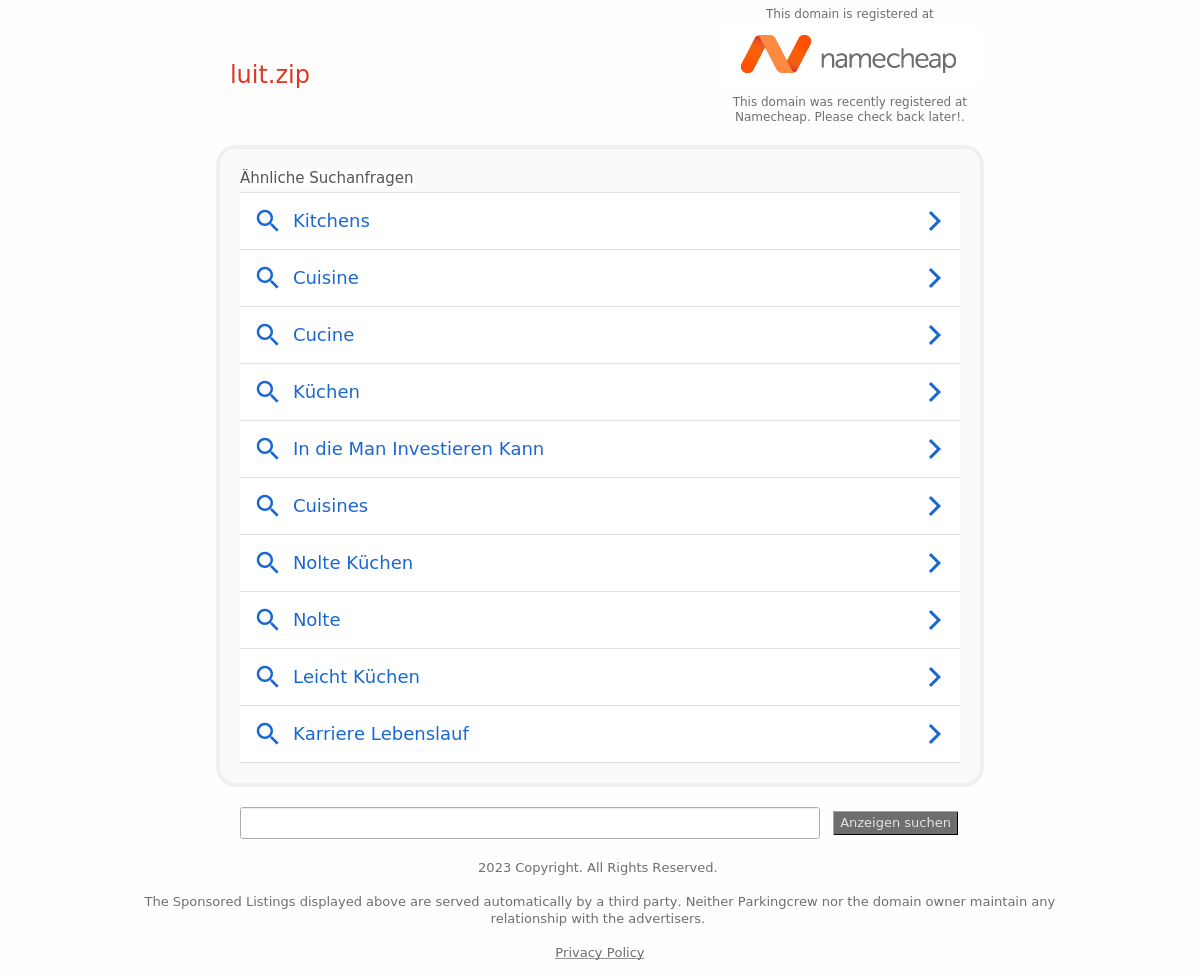 This domain is registered at
namecheap
luit.zip
This domain was recently registered at
Namecheap. Please check back later!.
Ähnliche Suchanfragen
Kitchens
Cuisine
Cucine
Küchen
In die Man Investieren Kann
Cuisines
Nolte Küchen
Nolte
Leicht Küchen
Karriere Lebenslauf
Anzeigen suchen
2023 Copyright. All Rights Reserved.
The Sponsored Listings displayed above are served automatically by a third party. Neither Parkingcrew nor the domain owner maintain any
relationship with the advertisers.
Privacy Policy